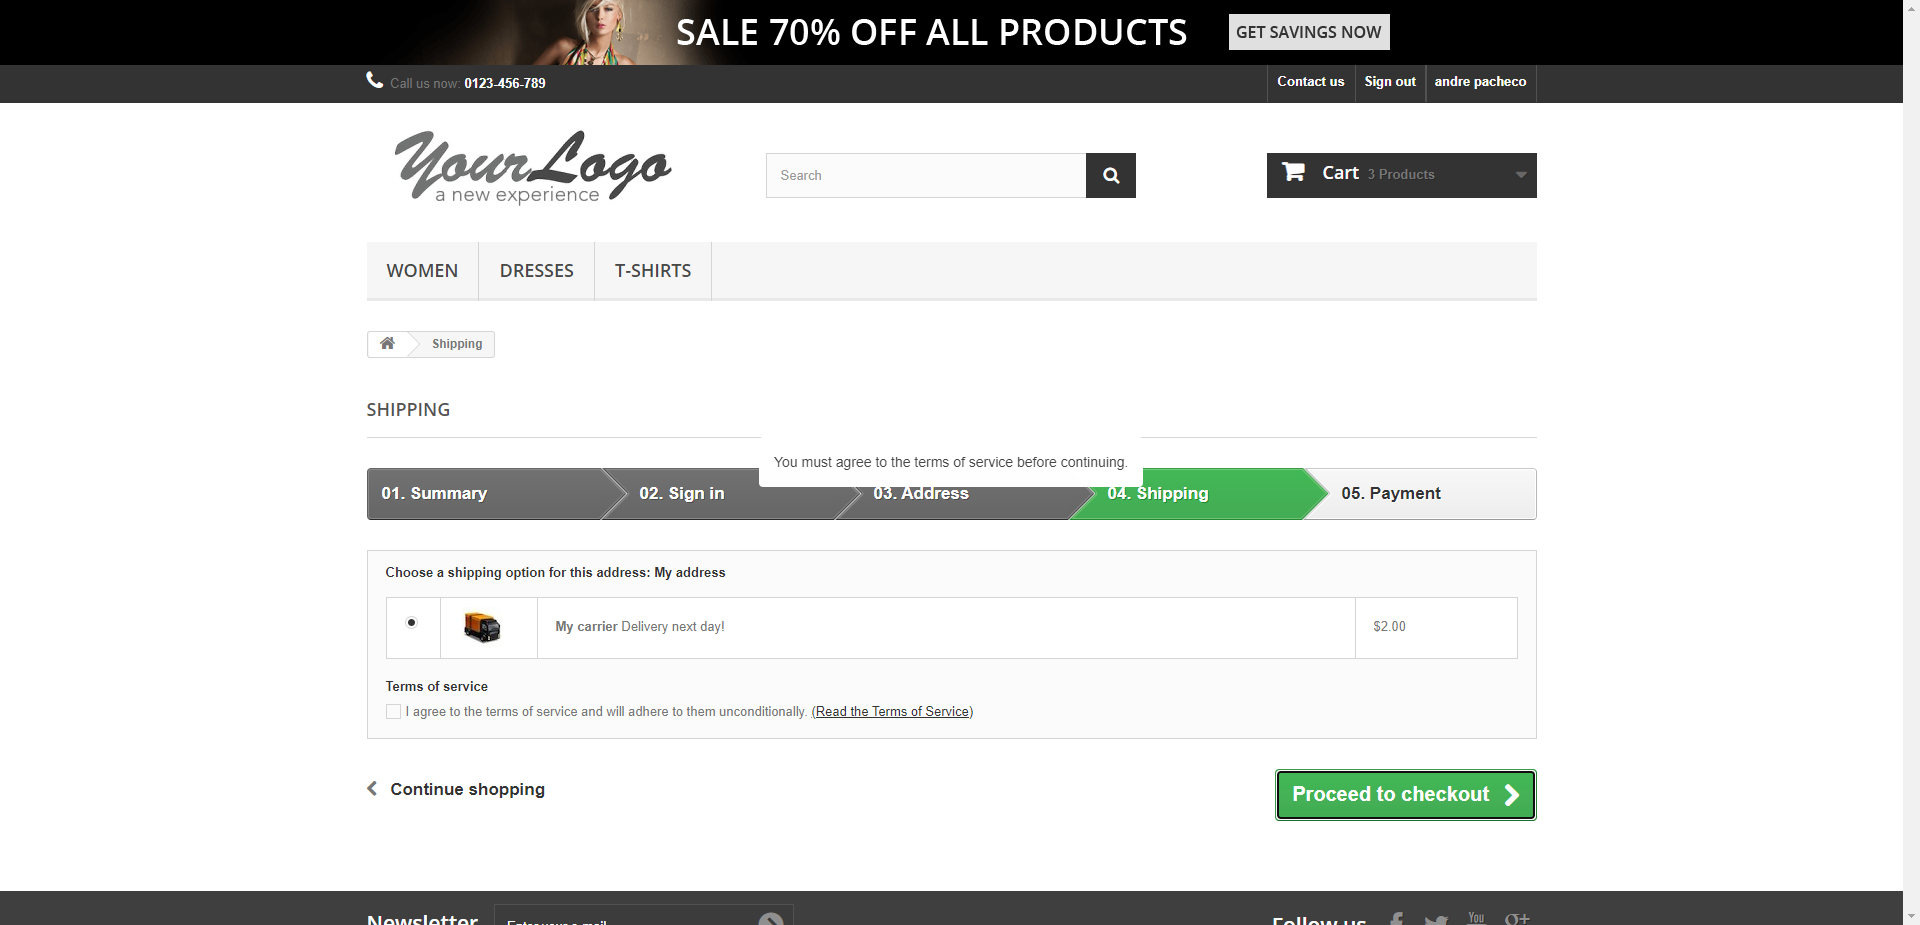 SALE 70% OFF ALL PRODUCTS GET SAVINGS NOW
Call us now: 0123-456-789 Contact us Sign out andre pacheco
YourLogo
a new experience
Search
Cart 3 Products
WOMEN DRESSES T-SHIRTS
Shipping
SHIPPING
You must agree to the terms of service before continuing.
01. Summary 02. Sign in 03. Address 04. Shipping 05. Payment
Choose a shipping option for this address: My address
My carrier Delivery next day! $2.00
Terms of service
I agree to the terms of service and will adhere to them unconditionally. (Read the Terms of Service)
Continue shopping Proceed to checkout
Newsletter Enter your e-mail Follow us You g+